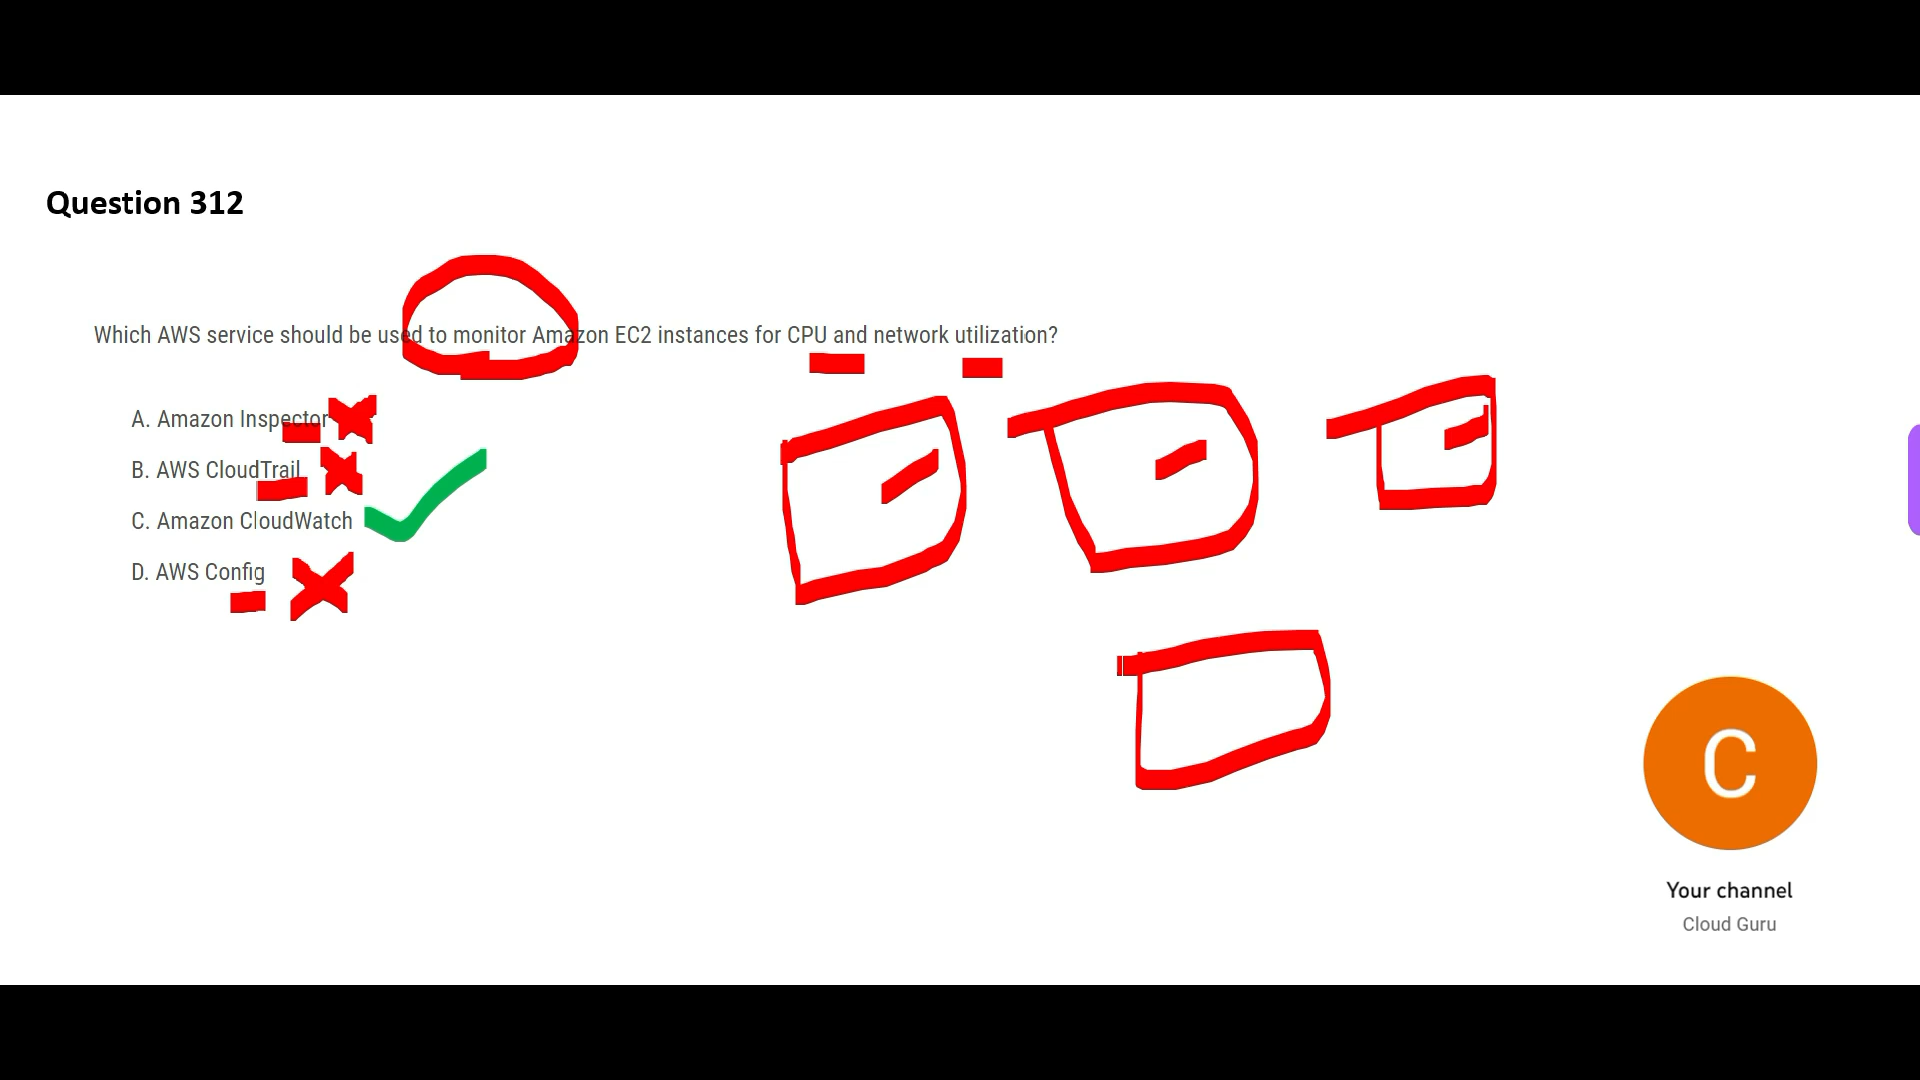 Question 312
Which AWS service should be used to monitor Amazon EC2 instances for CPU and network utilization?
A. Amazon Inspector
B. AWS CloudTrail
C. Amazon CloudWatch
D. AWS Config
C
Your channel
Cloud Guru